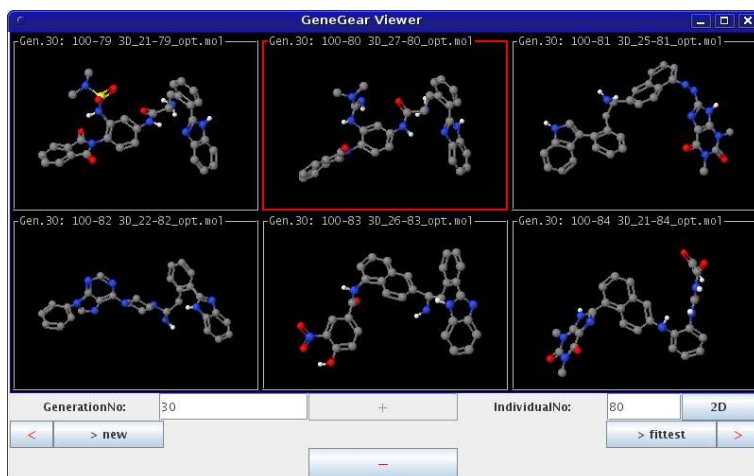 GeneGear Viewer
Gen.30: 100-79 3D_21-79_opt.mol
Gen.30: 100-80 3D_27-80_opt.mol
Gen.30: 100-81 3D_25-81_opt.mol
Gen.30: 100-82 3D_22-82_opt.mol
Gen.30: 100-83 3D_26-83_opt.mol
Gen.30: 100-84 3D_21-84_opt.mol
GenerationNo: 30 + IndividualNo: 80 2D
< > new > fittest >
−